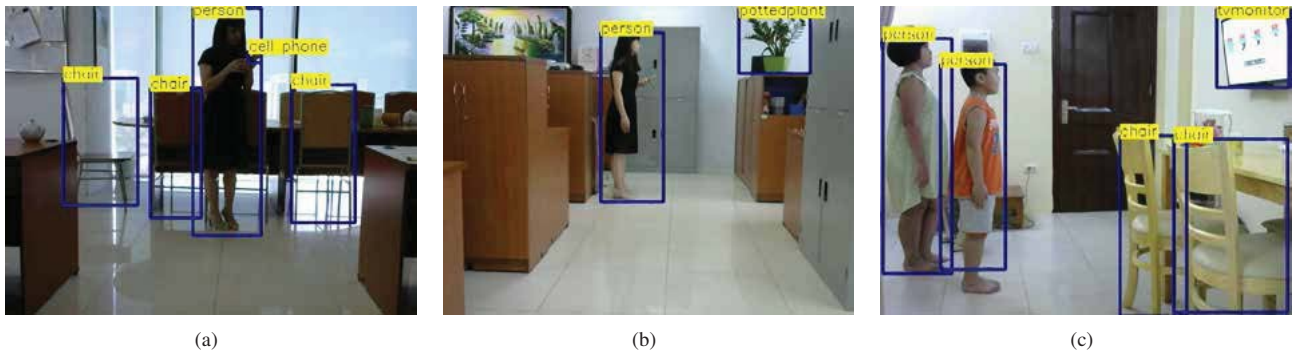 person
cell phone
chair
chair
chair
person
pottedplant
tvmonitor
person
person
chair
chair
(a)
(b)
(c)